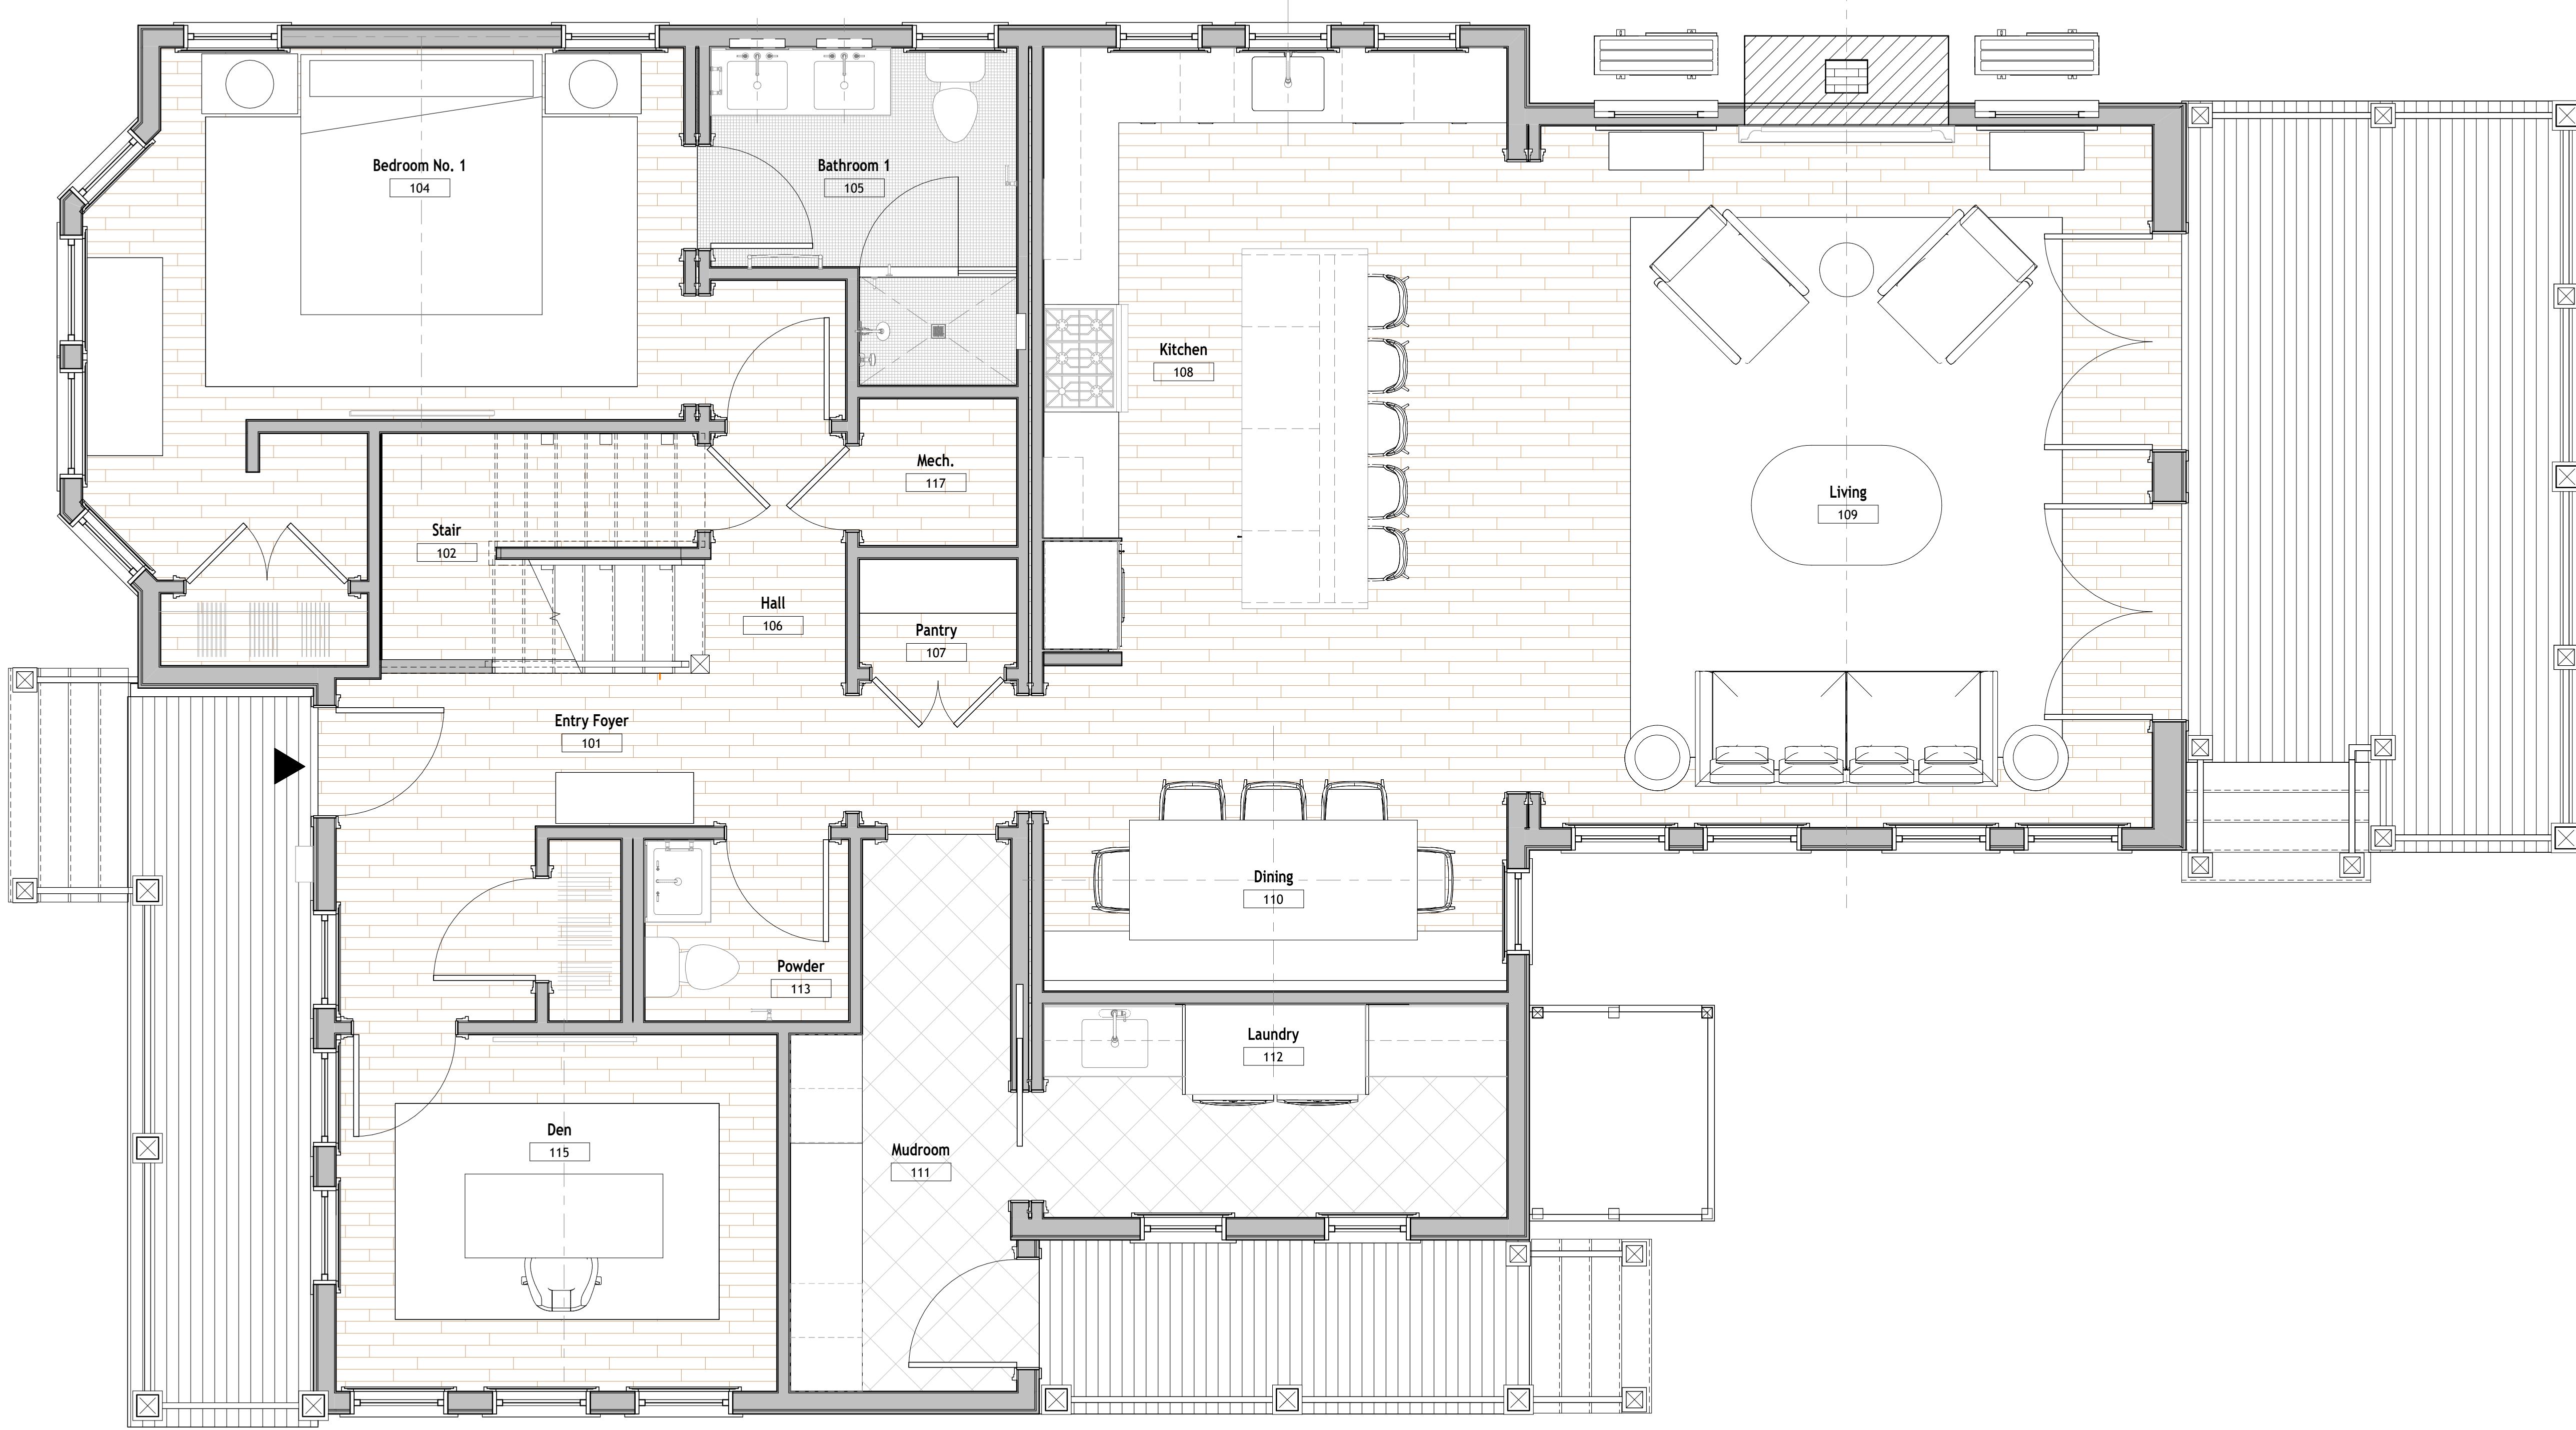 Bedroom No. 1
104
Bathroom 1
105
Kitchen
108
Mech.
117
Living
109
Stair
102
Hall
106
Pantry
107
Entry Foyer
101
Dining
110
Powder
113
Laundry
112
Den
115
Mudroom
111